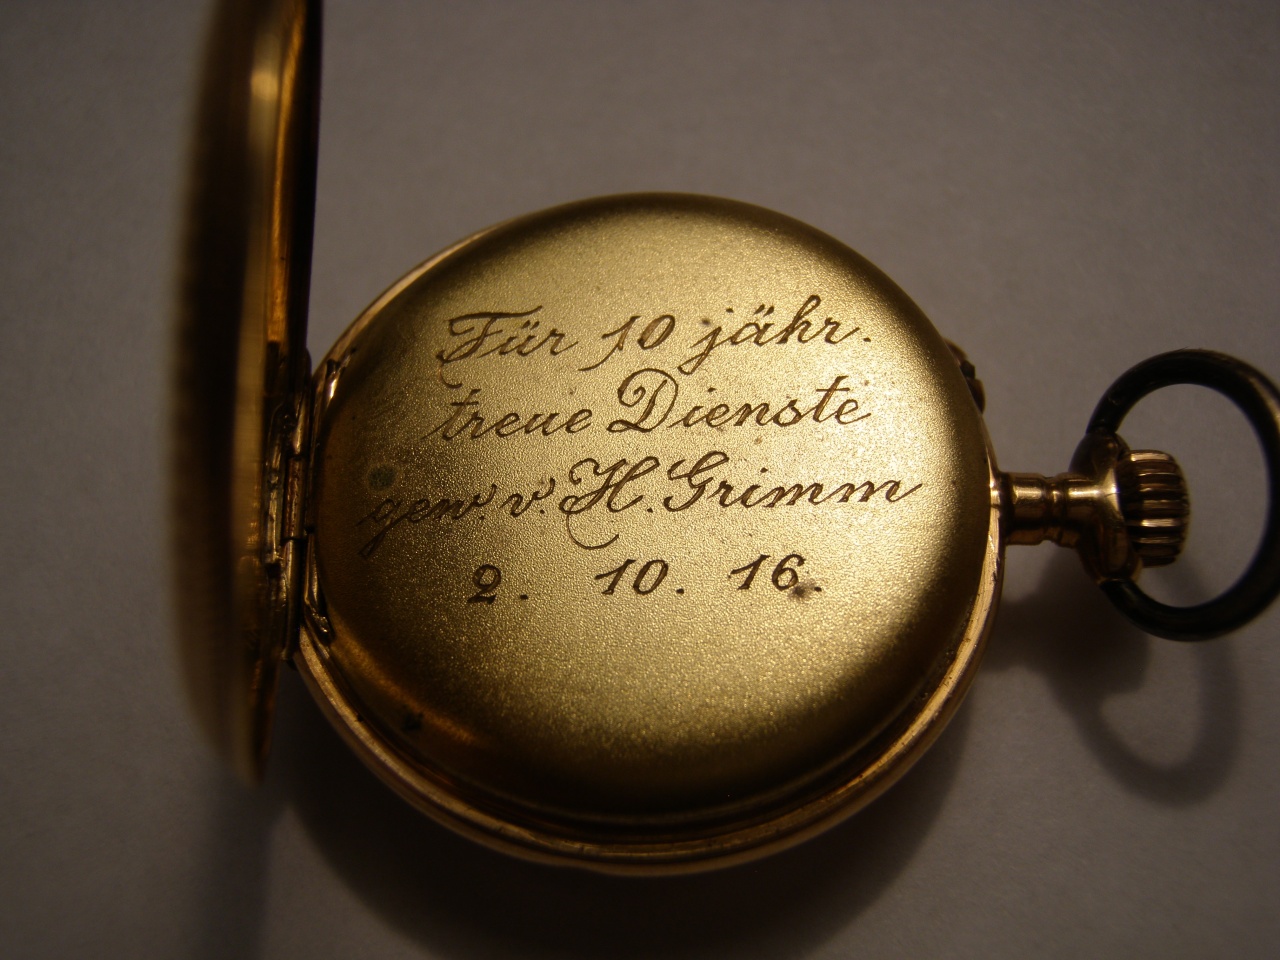 Für 10 jähr.
treue Dienste
gew. v. H. Grimm
2. 10. 16.